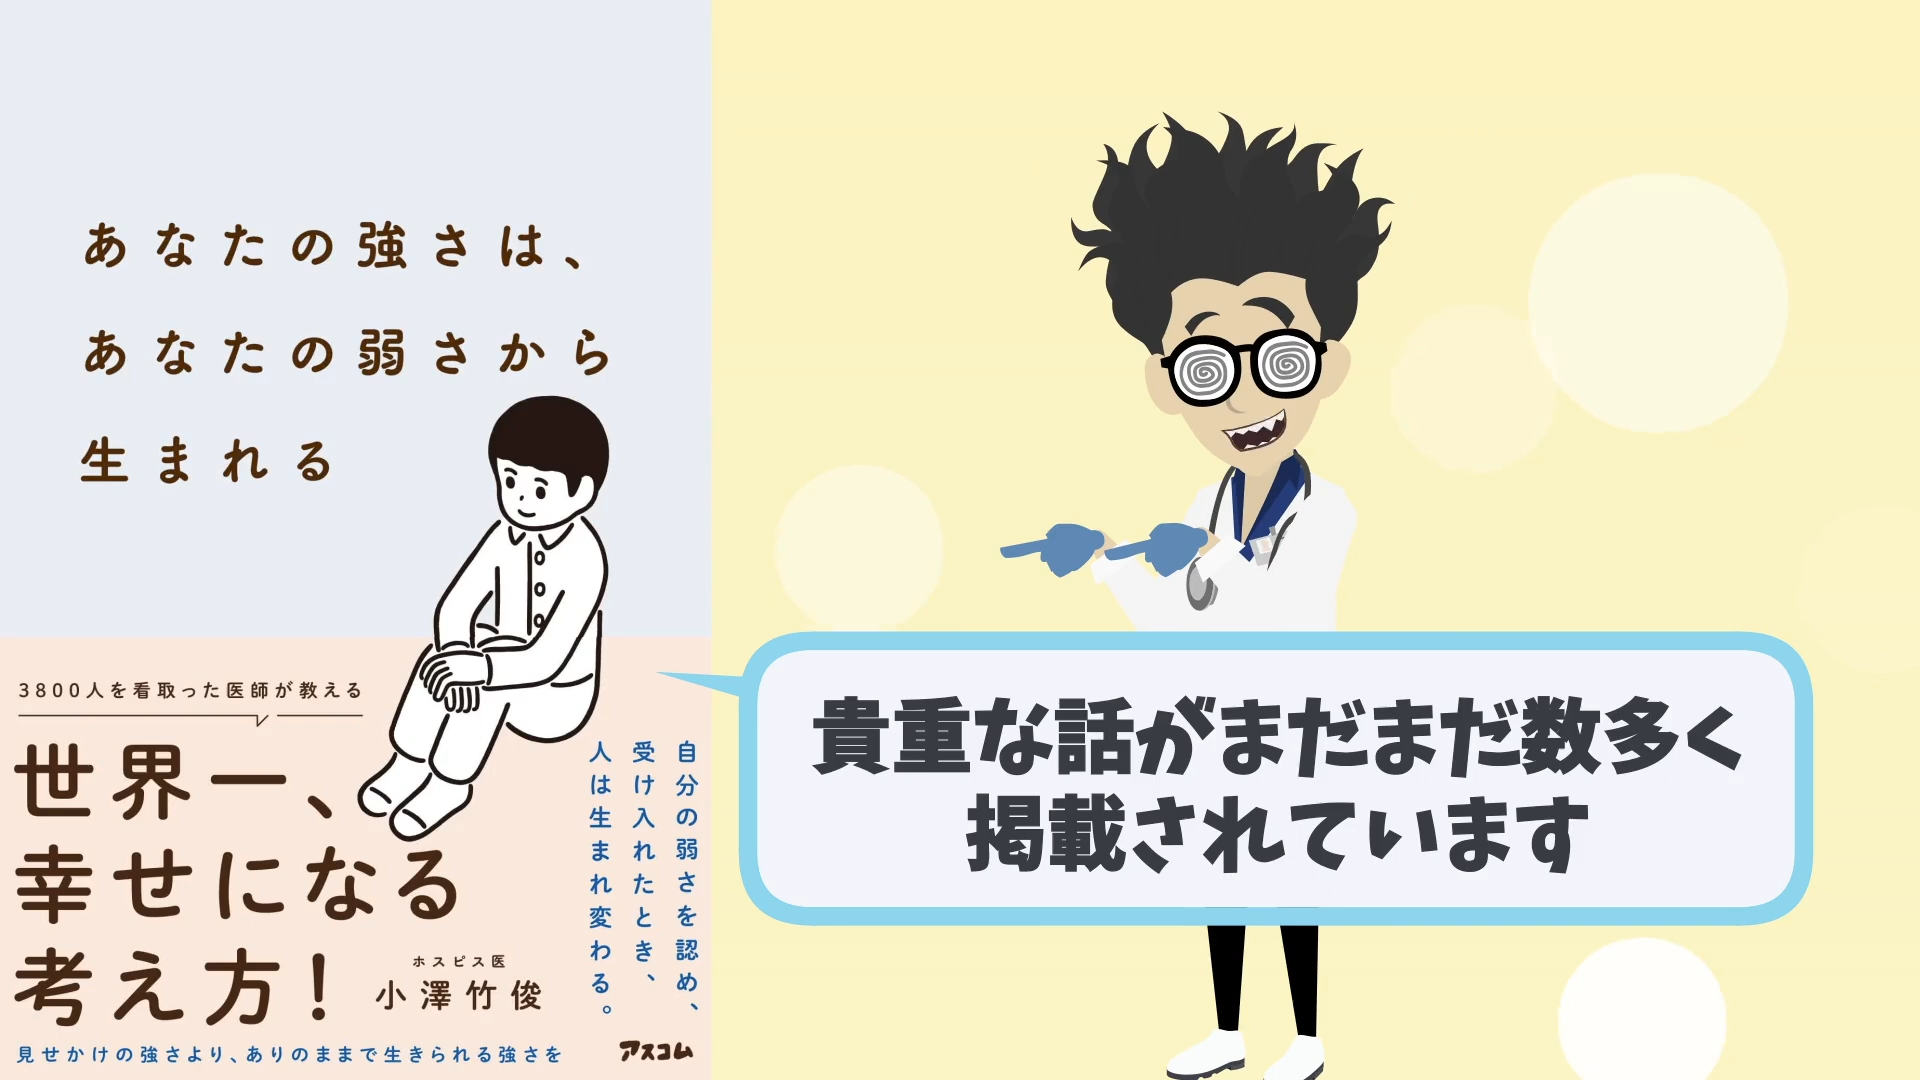 あなたの強さは、
あなたの弱さから
生まれる
3800人を看取った医師が教える
世界一、
幸せになる
考え方！
ホスピス医
小澤竹俊
自分の弱さを認め、
受け入れたとき、
人は生まれ変わる。
見せかけの強さより、ありのままで生きられる強さを
アスコム
貴重な話がまだまだ数多く
掲載されています